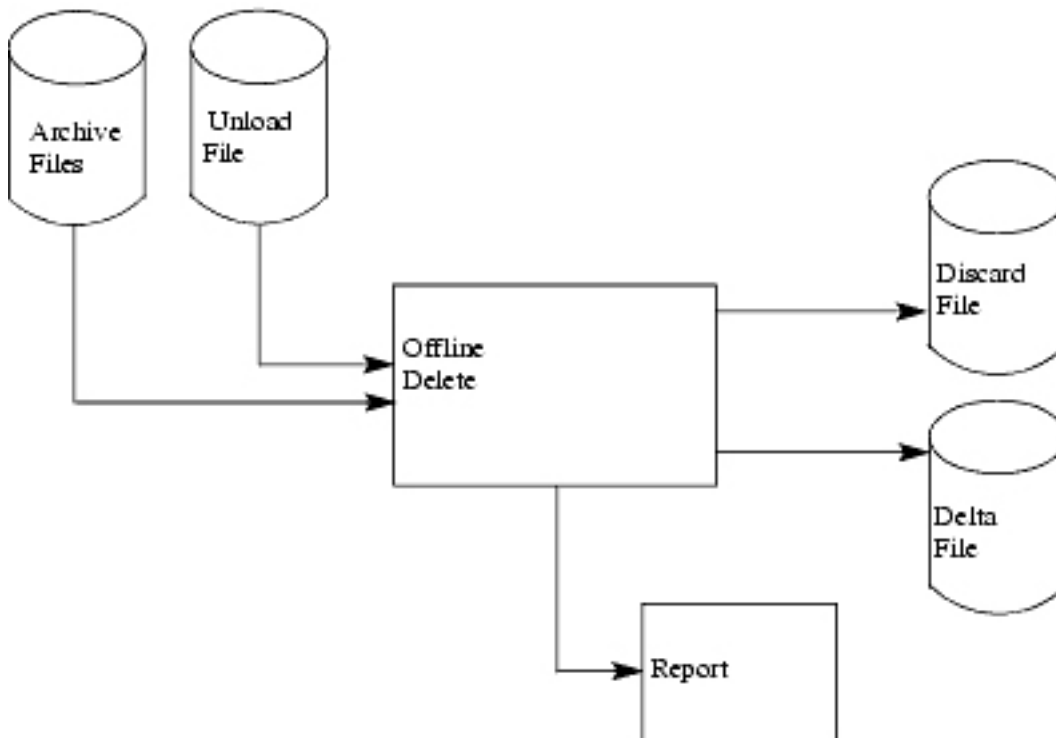 Archive
Files
Unload
File
Offline
Delete
Discard
File
Delta
File
Report